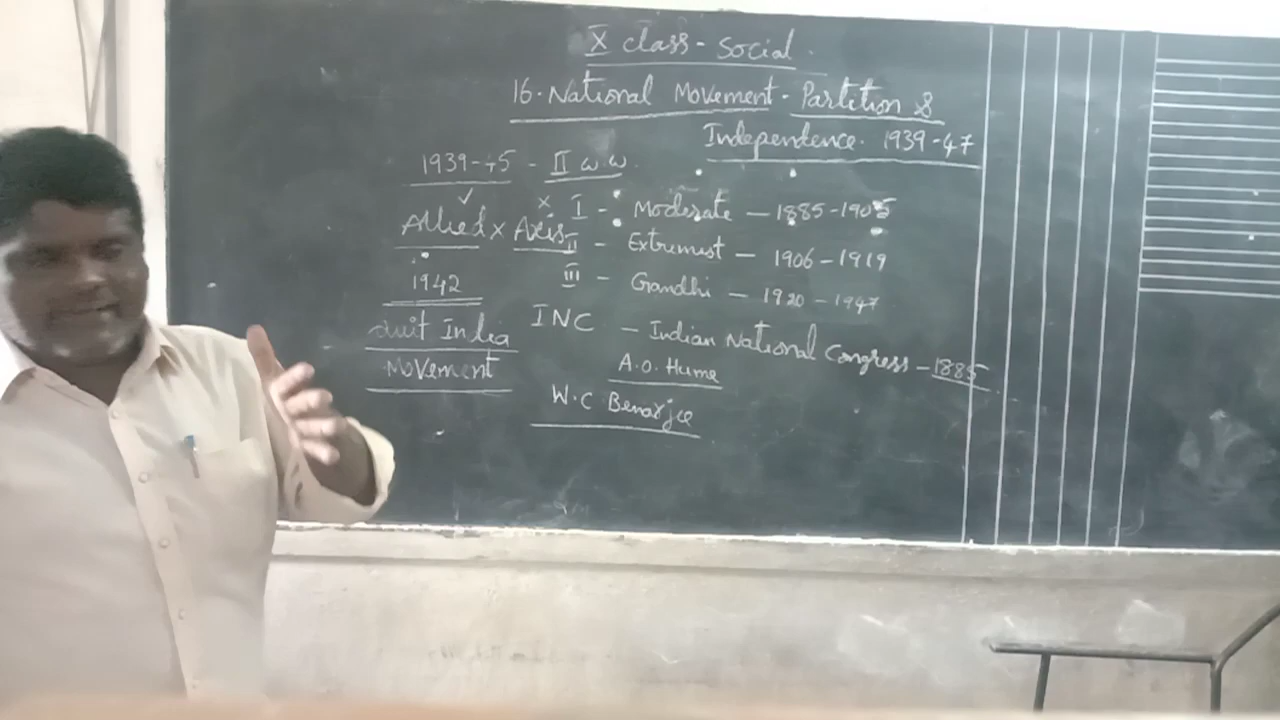 X class - Social.
16. National Movement - Partition &
Independence. 1939-47
1939-45 - II W W.
Allied x Axis
I - Moderate - 1885-1905
II - Extremist - 1906-1919
III - Gandhi - 1920-1947
1942
Quit India
Movement
INC - Indian National Congress - 1885
A.O. Hume
W.C Benarjee